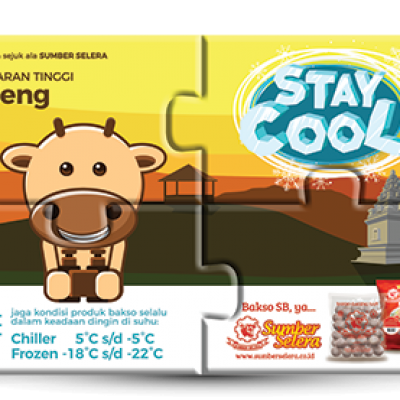 sejuk ala SUMBER SELERA
ARAN TINGGI
eng
STAY
COOL
jaga kondisi produk bakso selalu
dalam keadaan dingin di suhu:
Chiller 5°C s/d -5°C
Frozen -18°C s/d -22°C
Bakso SB, ya....
Sumber
Selera
www.sumberselera.co.id